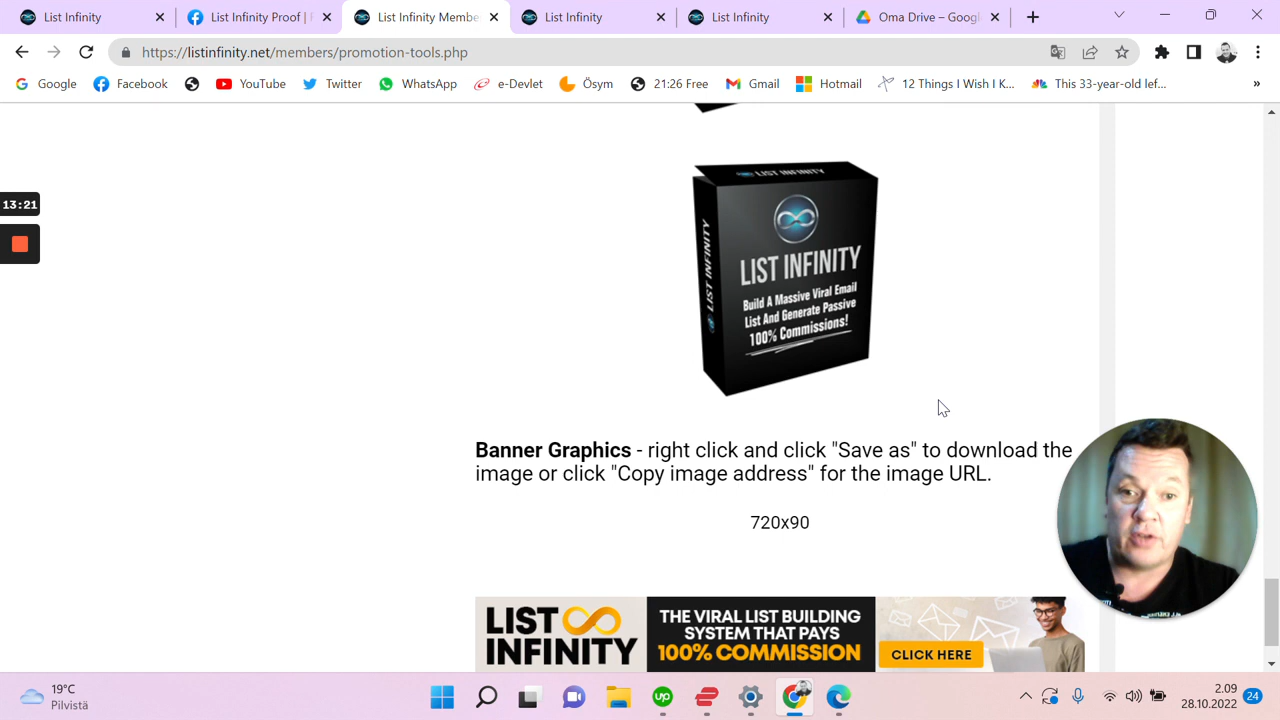 List Infinity
List Infinity Proof |
List Infinity Membe
List Infinity
List Infinity
Oma Drive – Googl
https://listinfinity.net/members/promotion-tools.php
Google
Facebook
YouTube
Twitter
WhatsApp
e-Devlet
Ösym
21:26 Free
Gmail
Hotmail
12 Things I Wish I K...
This 33-year-old lef...
»
13:21
LIST INFINITY
LIST INFINITY
LIST INFINITY
Build A Massive Viral Email
List And Generate Passive
100% Commissions!
Banner Graphics - right click and click "Save as" to download the
image or click "Copy image address" for the image URL.
720x90
LIST
INFINITY
THE VIRAL LIST BUILDING
SYSTEM THAT PAYS
100% COMMISSION
CLICK HERE
19°C
Pilvistä
up
2.09
28.10.2022
24